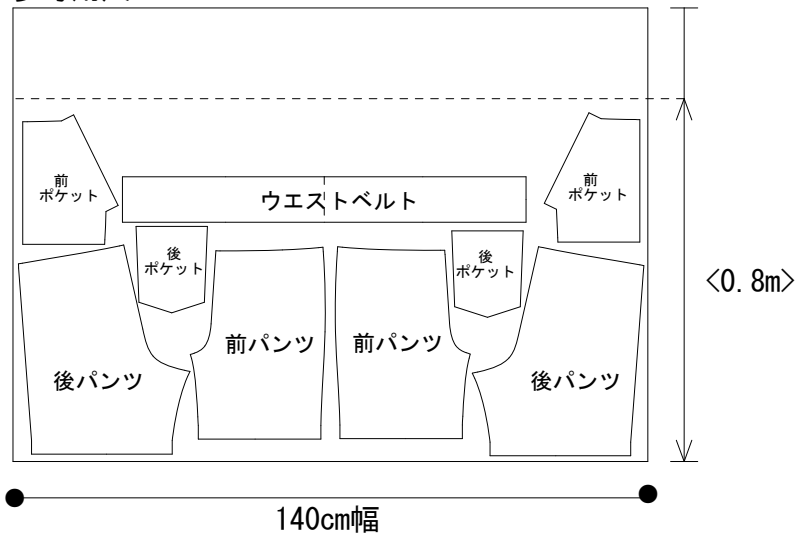 前
ポケット
前
ポケット
ウエストベルト
後
ポケット
後
ポケット
<0.8m>
前パンツ
前パンツ
後パンツ
後パンツ
140cm幅